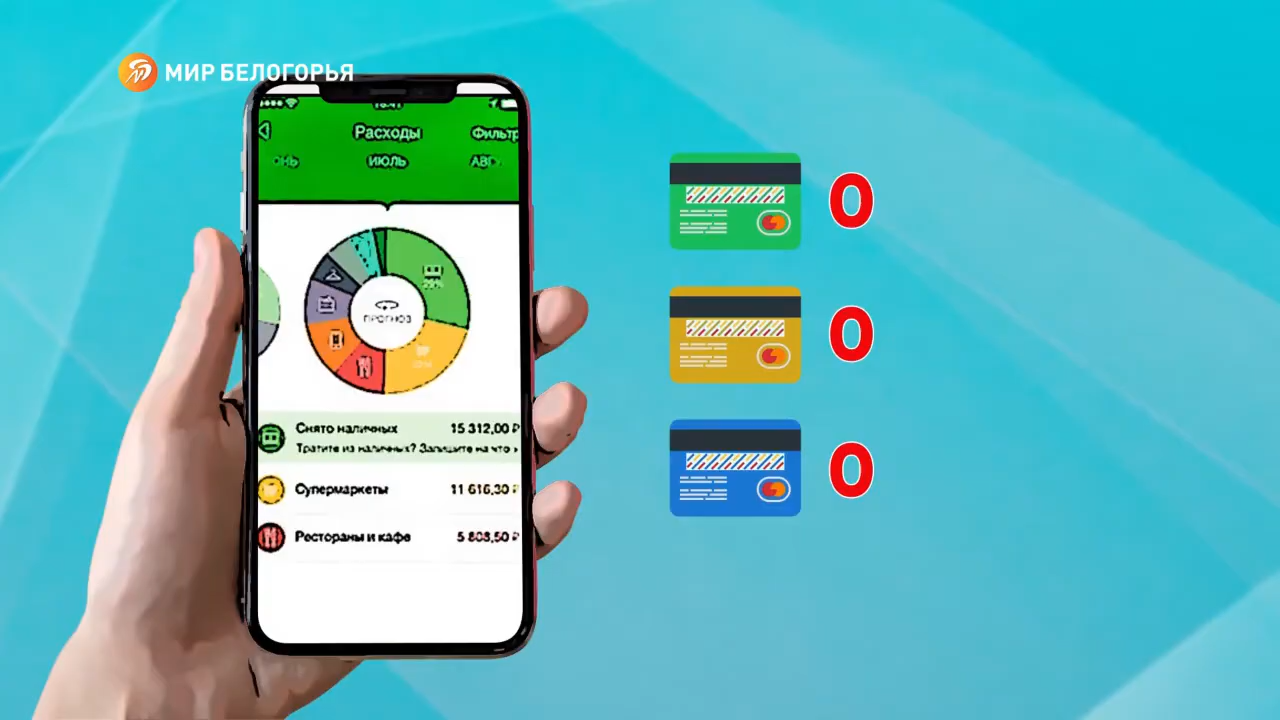 МИР БЕЛОГОРЬЯ
Расходы
Фильтр
ИЮЛЬ
АВГ
ПРОГНОЗ
Снято наличных 15 312,00 ₽
Тратите из наличных? Запишите на что
Супермаркеты 11 616,30 ₽
Рестораны и кафе 5 808,50 ₽
0
0
0